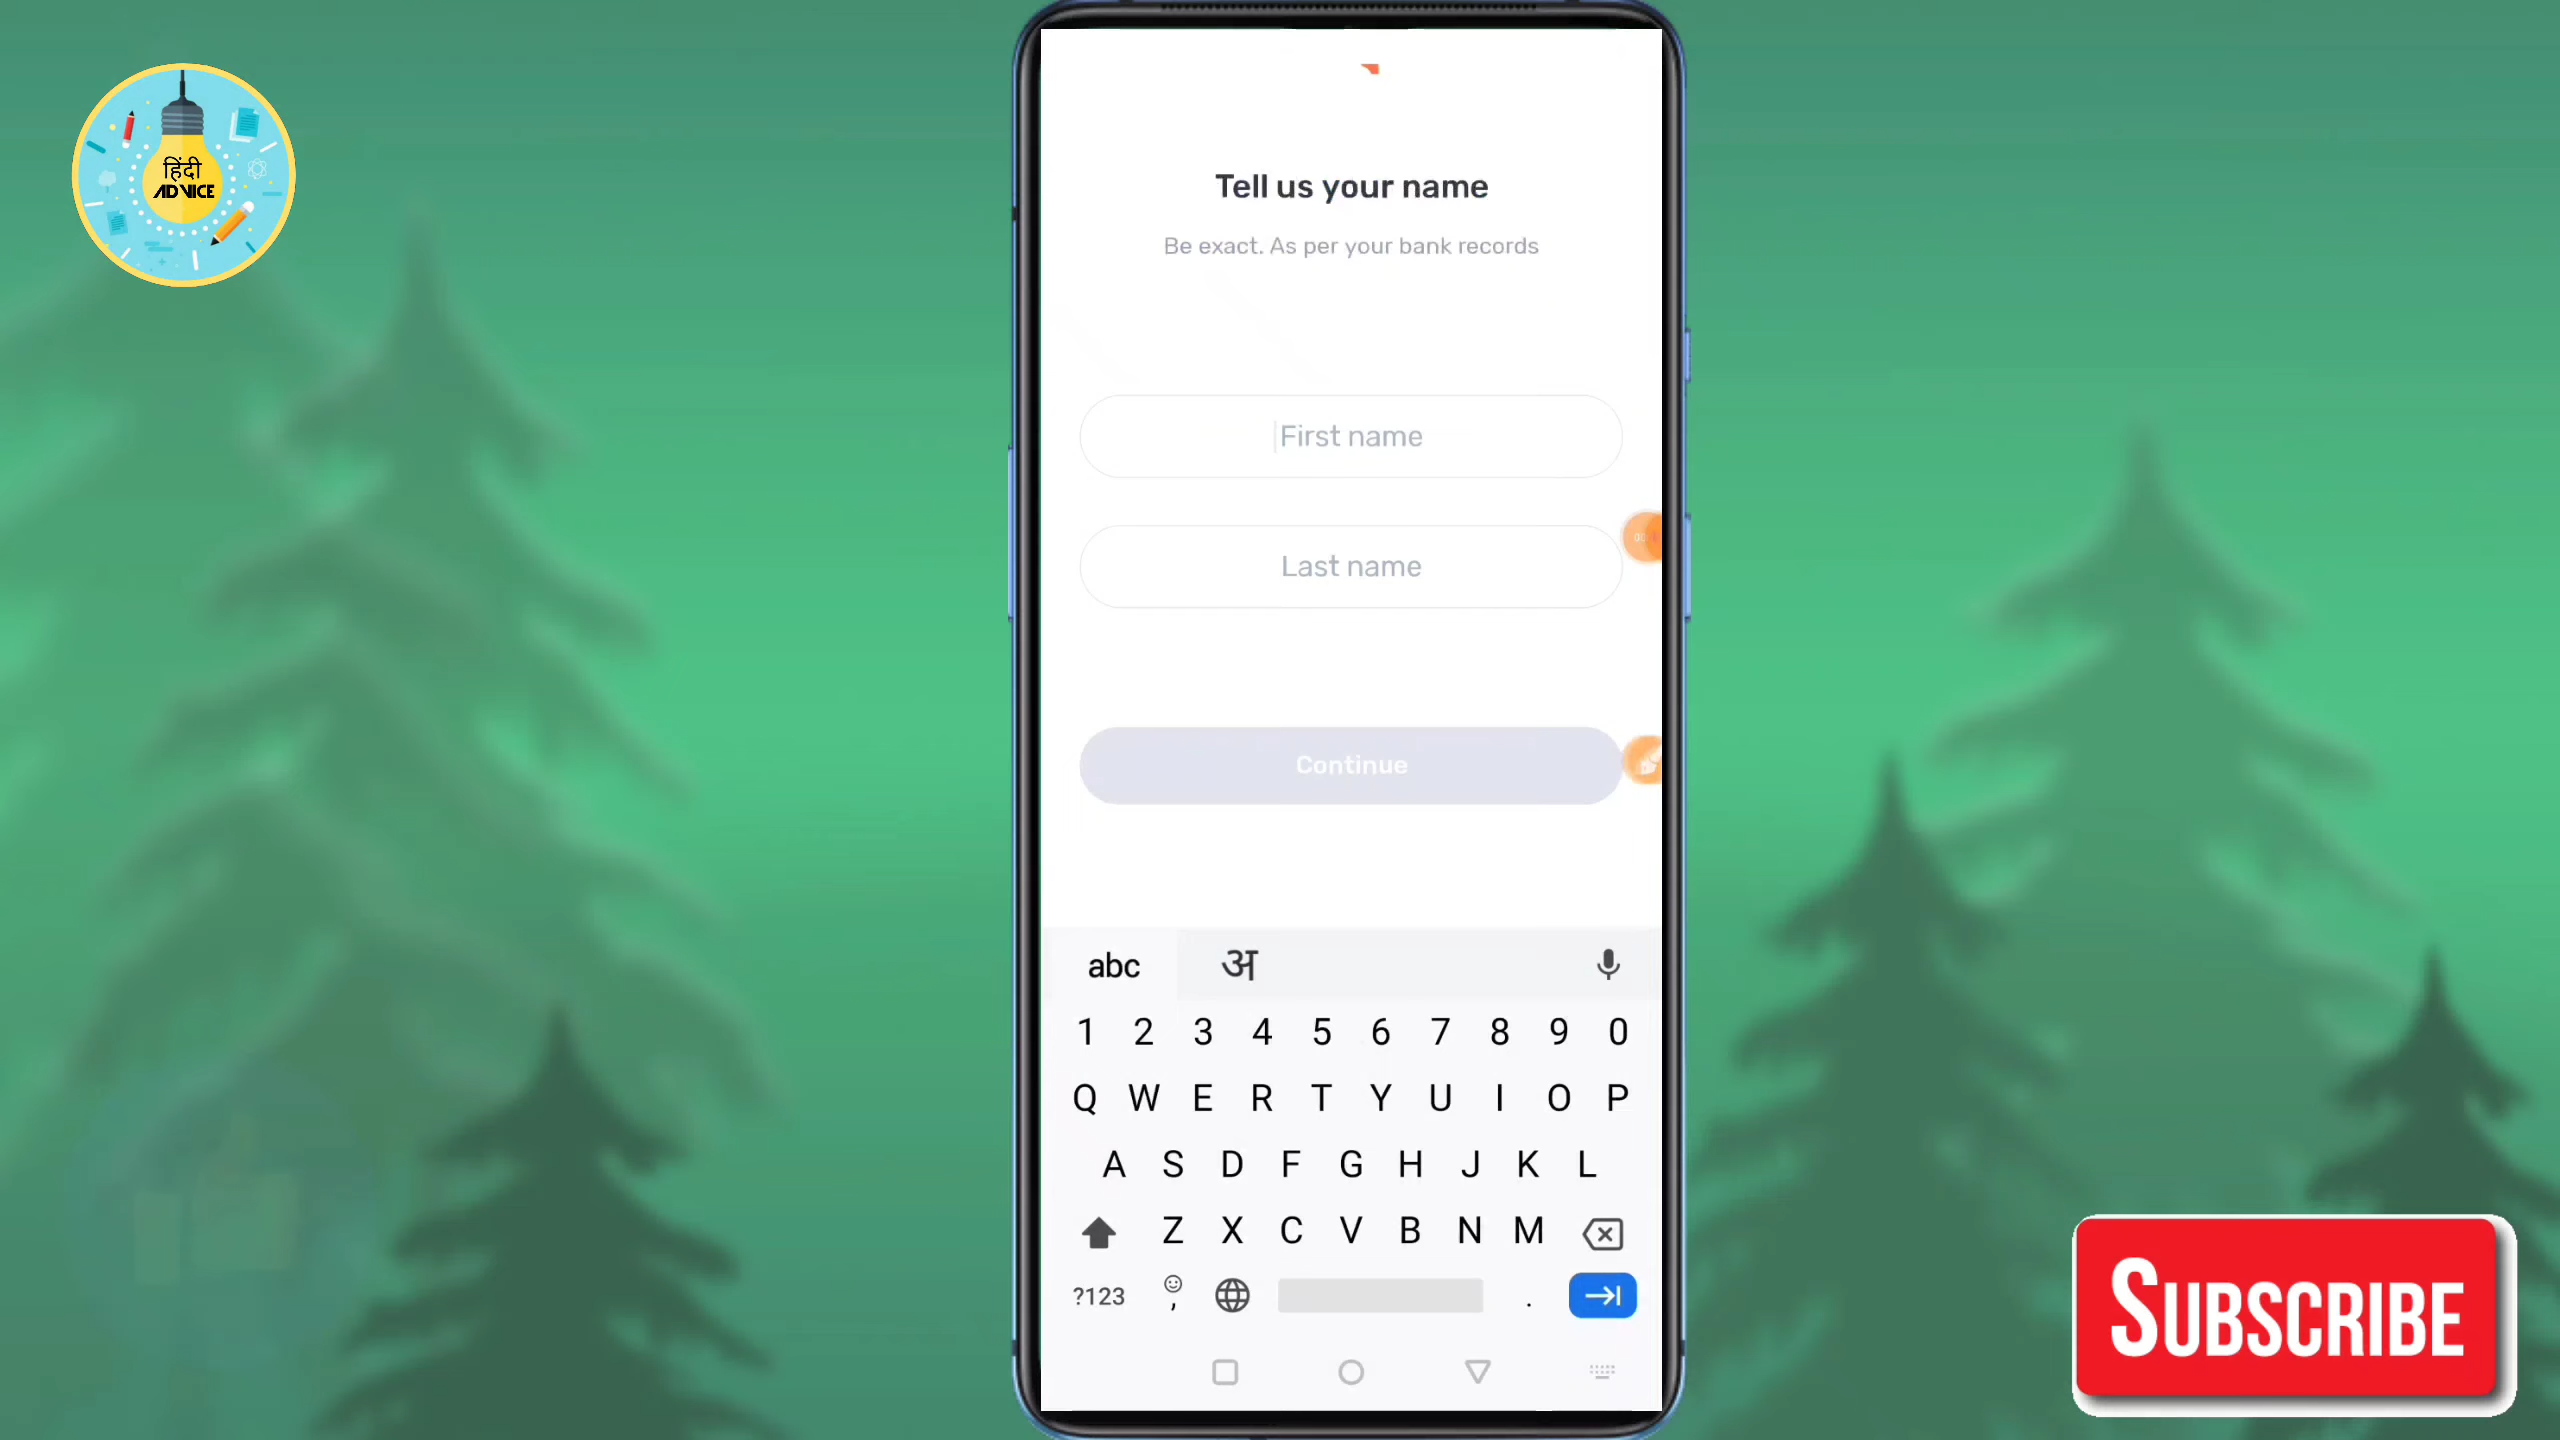 हिंदी
ADVICE
Tell us your name
Be exact. As per your bank records
First name
Last name
Continue
abc अ
1 2 3 4 5 6 7 8 9 0
Q W E R T Y U I O P
A S D F G H J K L
Z X C V B N M
?123 , .
SUBSCRIBE